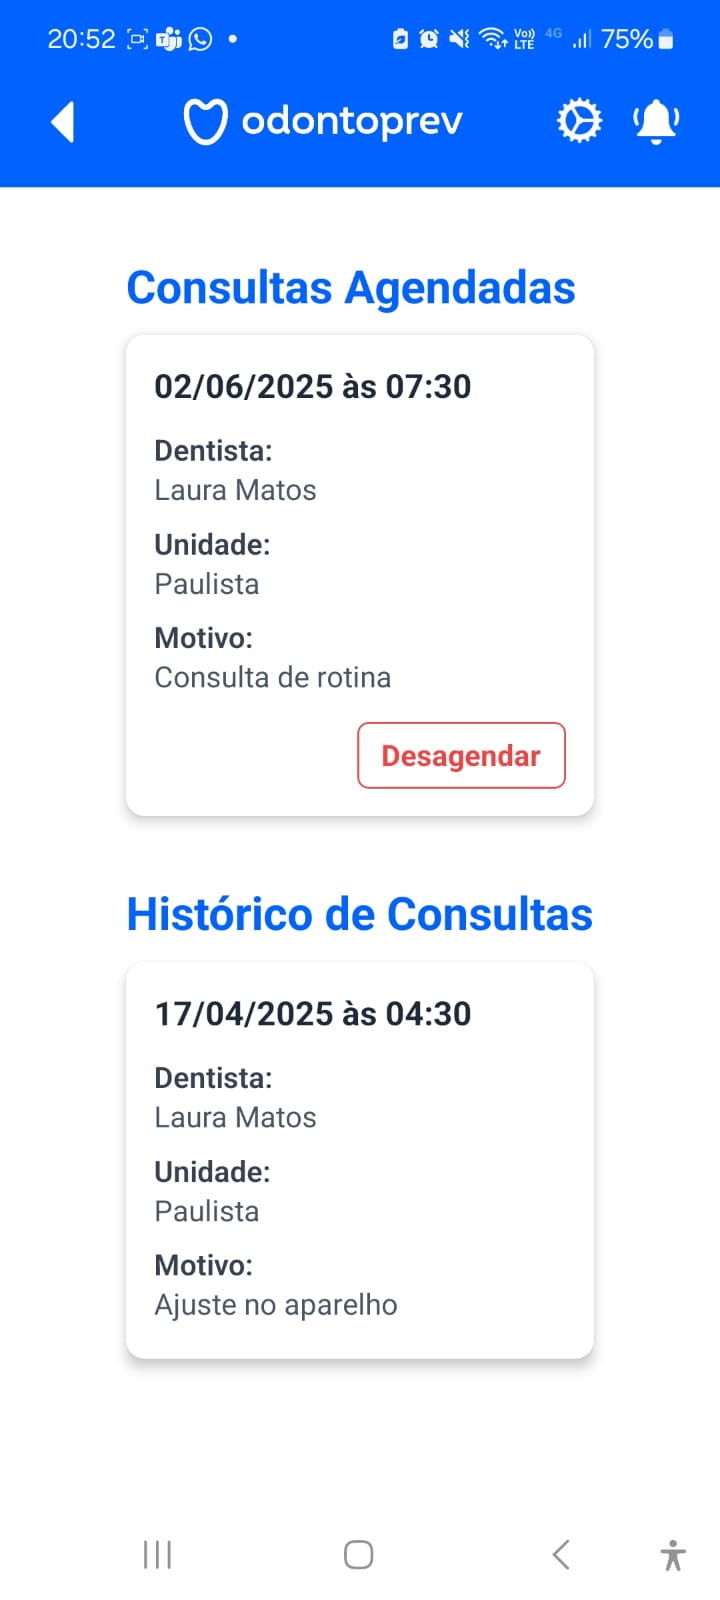 20:52
Vo)) LTE 4G 75%
odontoprev
Consultas Agendadas
02/06/2025 às 07:30
Dentista:
Laura Matos
Unidade:
Paulista
Motivo:
Consulta de rotina
Desagendar
Histórico de Consultas
17/04/2025 às 04:30
Dentista:
Laura Matos
Unidade:
Paulista
Motivo:
Ajuste no aparelho